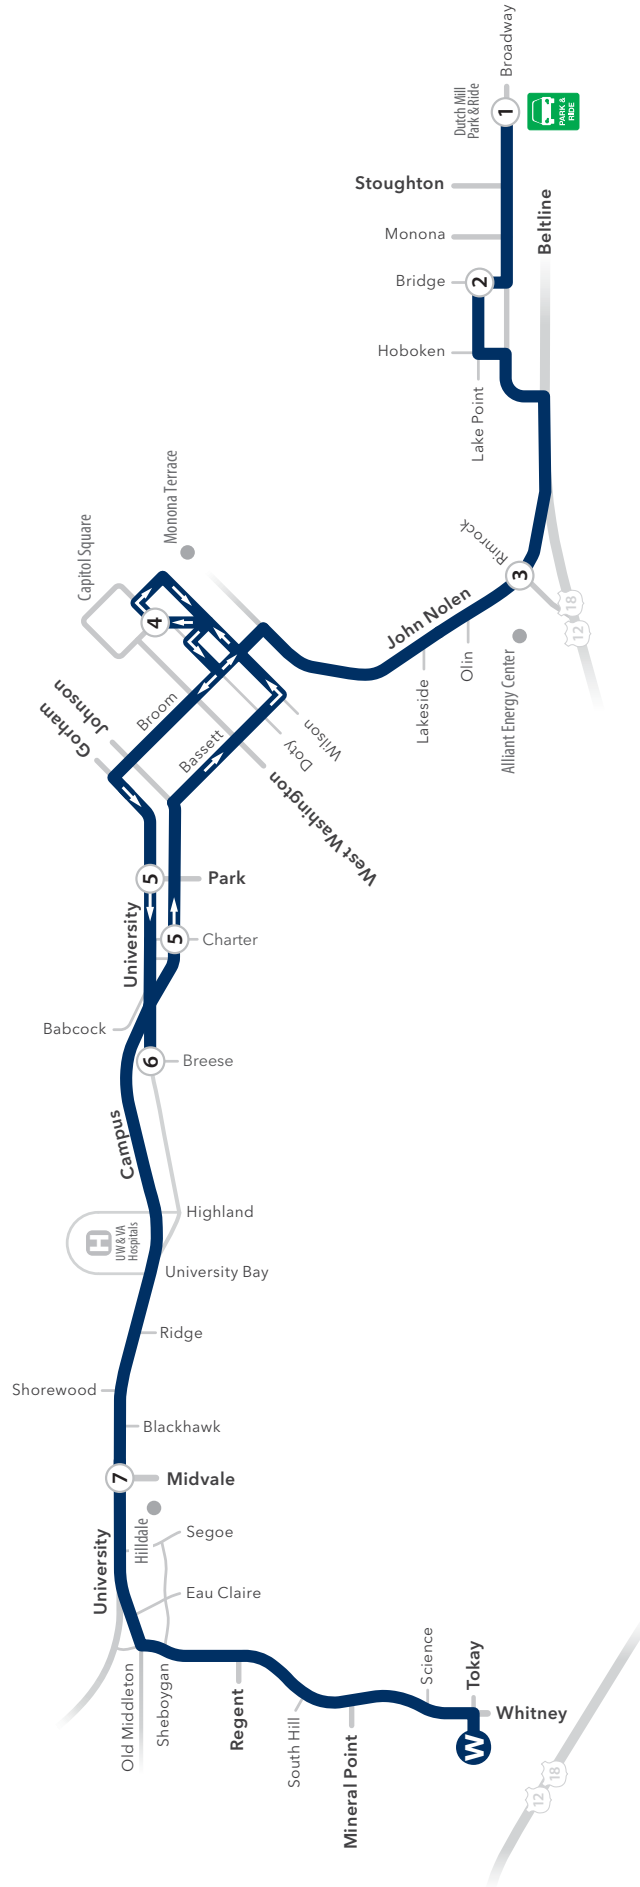 Broadway
Dutch Mill
Park & Ride
1
PARK &
RIDE
Stoughton
Monona
Beltline
Bridge
2
Hoboken
Lake Point
Monona Terrace
Capitol Square
Rimrock
3
4
John Nolen
18
12
Olin
Lakeside
Alliant Energy Center
Johnson
Gorham
Broom
Bassett
Wilson
Doty
West Washington
5
Park
University
5
Charter
Babcock
6
Breese
Campus
H
UW & VA
Hospitals
Highland
University Bay
Ridge
Shorewood
Blackhawk
7
Midvale
Hilldale
University
Segoe
Eau Claire
Old Middleton
Sheboygan
Regent
South Hill
Mineral Point
Science
Tokay
Whitney
W
18
12